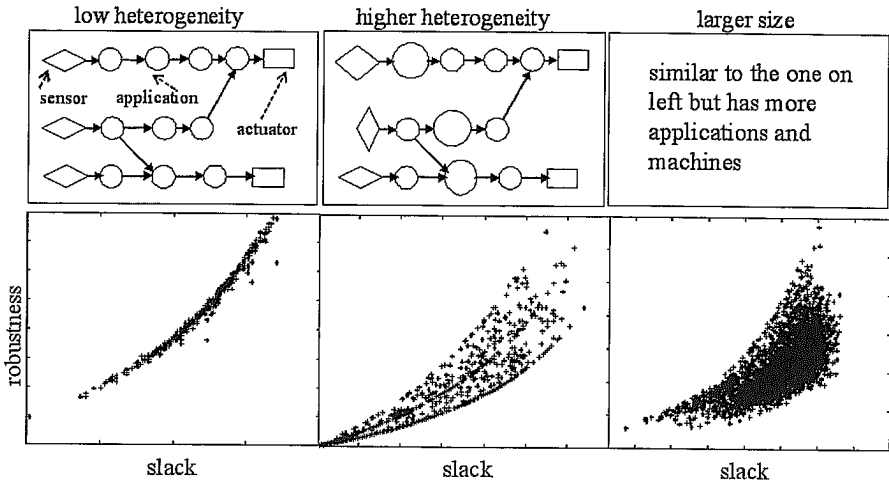 low heterogeneity
higher heterogeneity
larger size
sensor
application
actuator
similar to the one on
left but has more
applications and
machines
robustness
slack
slack
slack